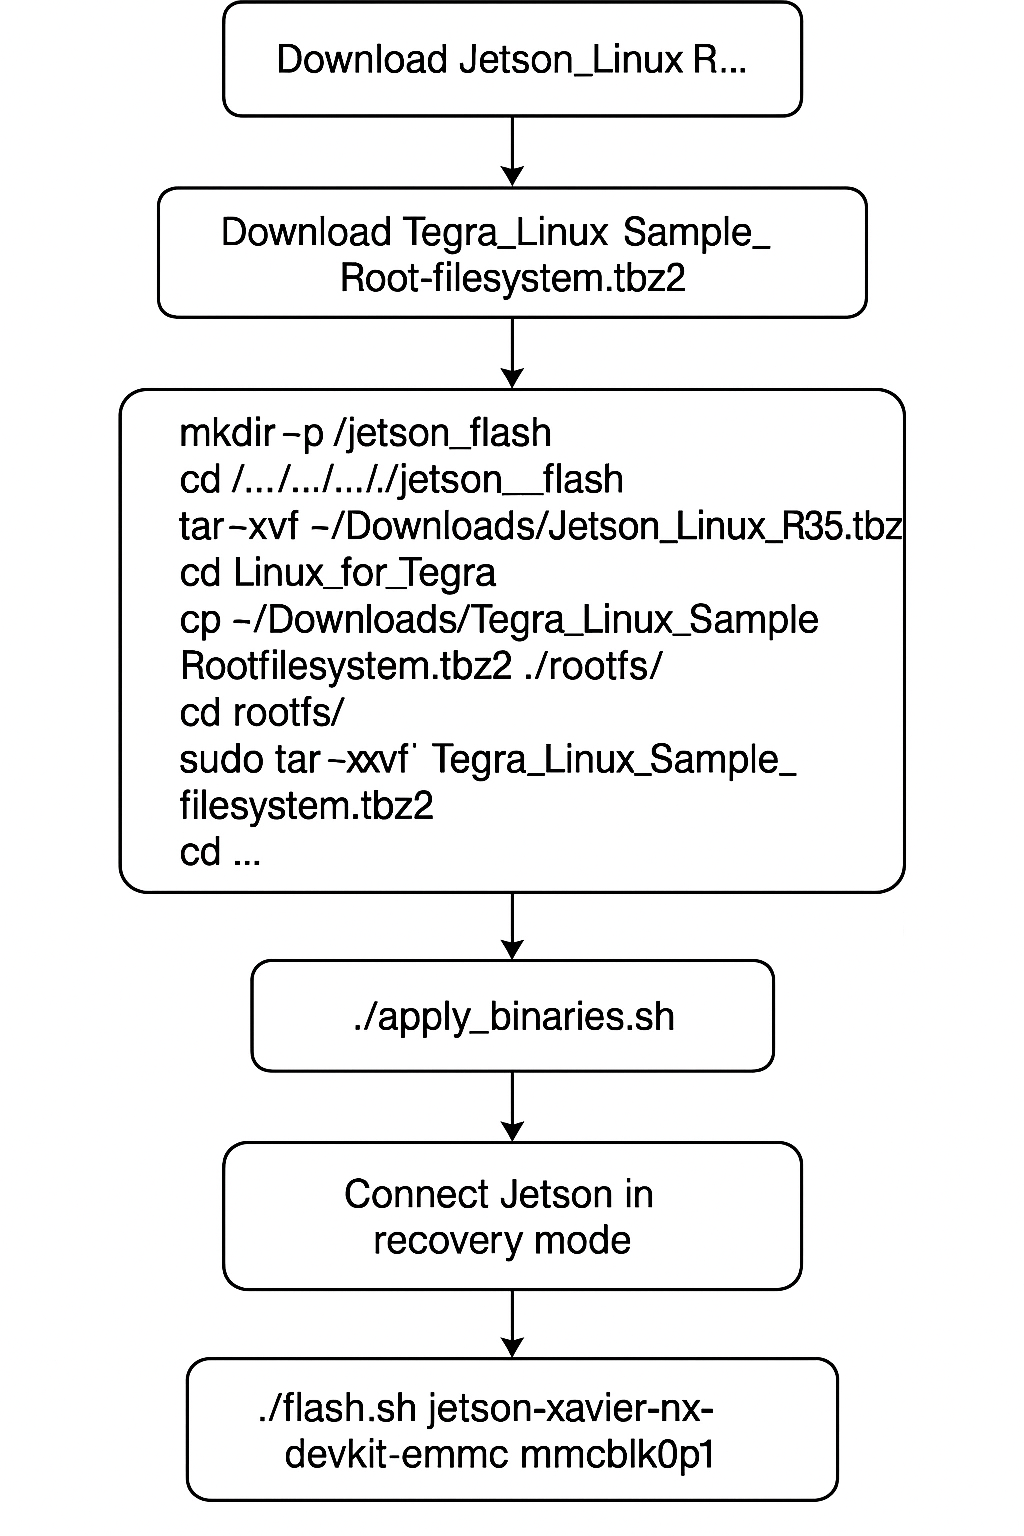 Download Jetson_Linux R...
Download Tegra_Linux Sample_
Root-filesystem.tbz2
mkdir –p /jetson_flash
cd /.../.../.../jetson__flash
tar–xvf ~/Downloads/Jetson_Linux_R35.tbz
cd Linux_for_Tegra
cp ~/Downloads/Tegra_Linux_Sample
Rootfilesystem.tbz2 ./rootfs/
cd rootfs/
sudo tar –xxvf' Tegra_Linux_Sample_
filesystem.tbz2
cd ...
./apply_binaries.sh
Connect Jetson in
recovery mode
./flash.sh jetson-xavier-nx-
devkit-emmc mmcblk0p1